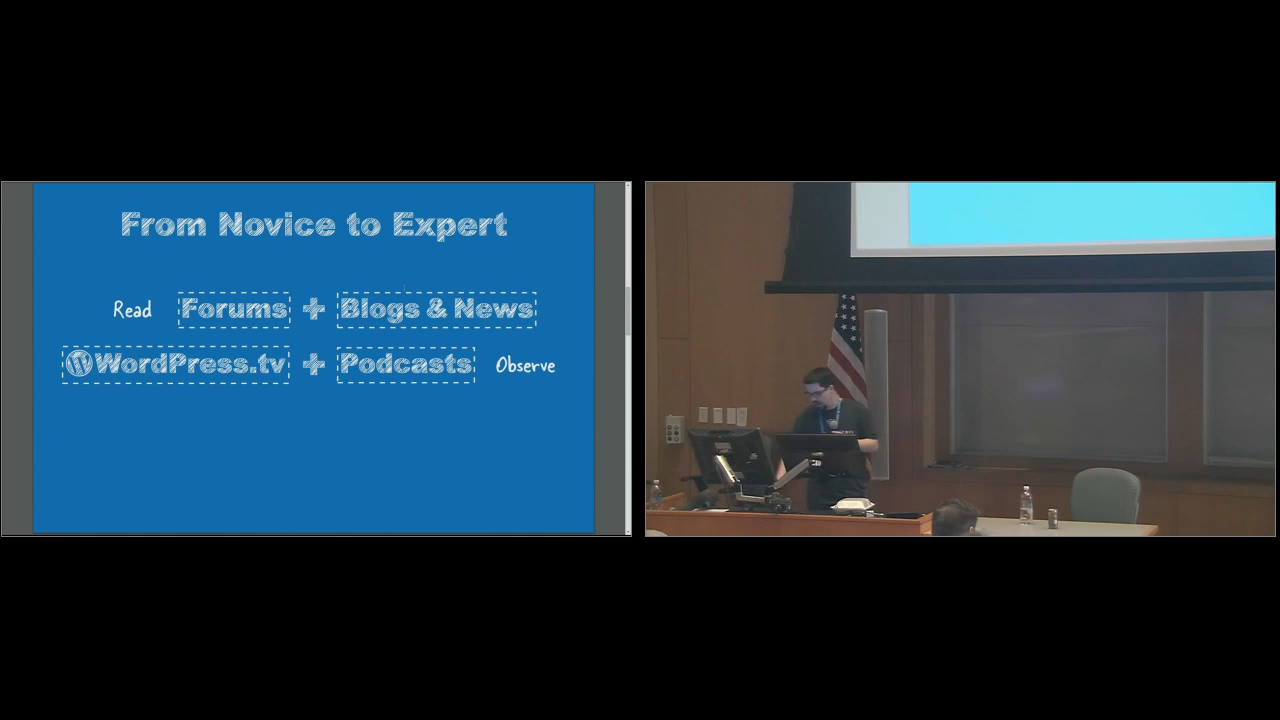 From Novice to Expert
Read Forums + Blogs & News
WordPress.tv + Podcasts Observe